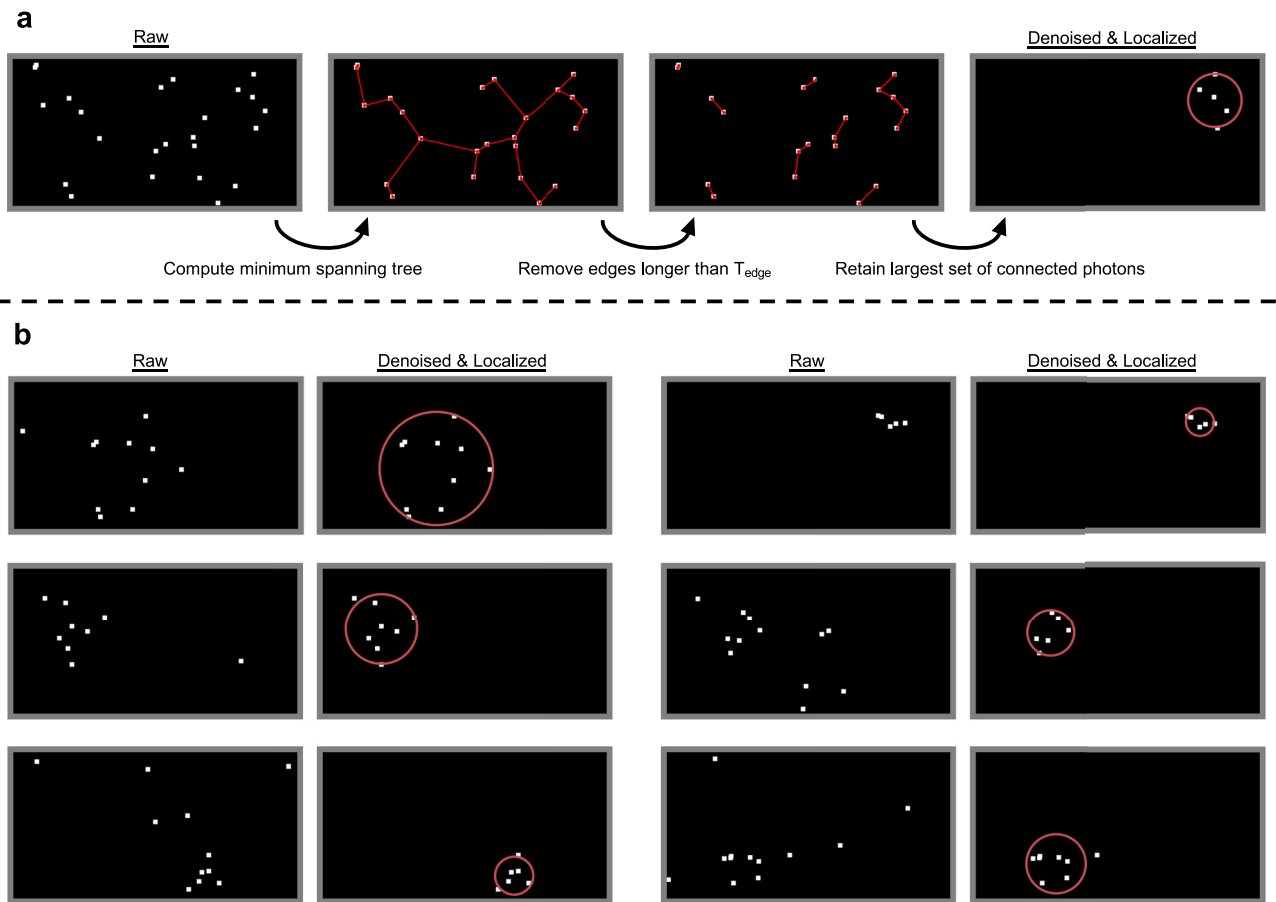 a
Raw
Denoised & Localized
Compute minimum spanning tree
Remove edges longer than Tedge
Retain largest set of connected photons
b
Raw
Denoised & Localized
Raw
Denoised & Localized